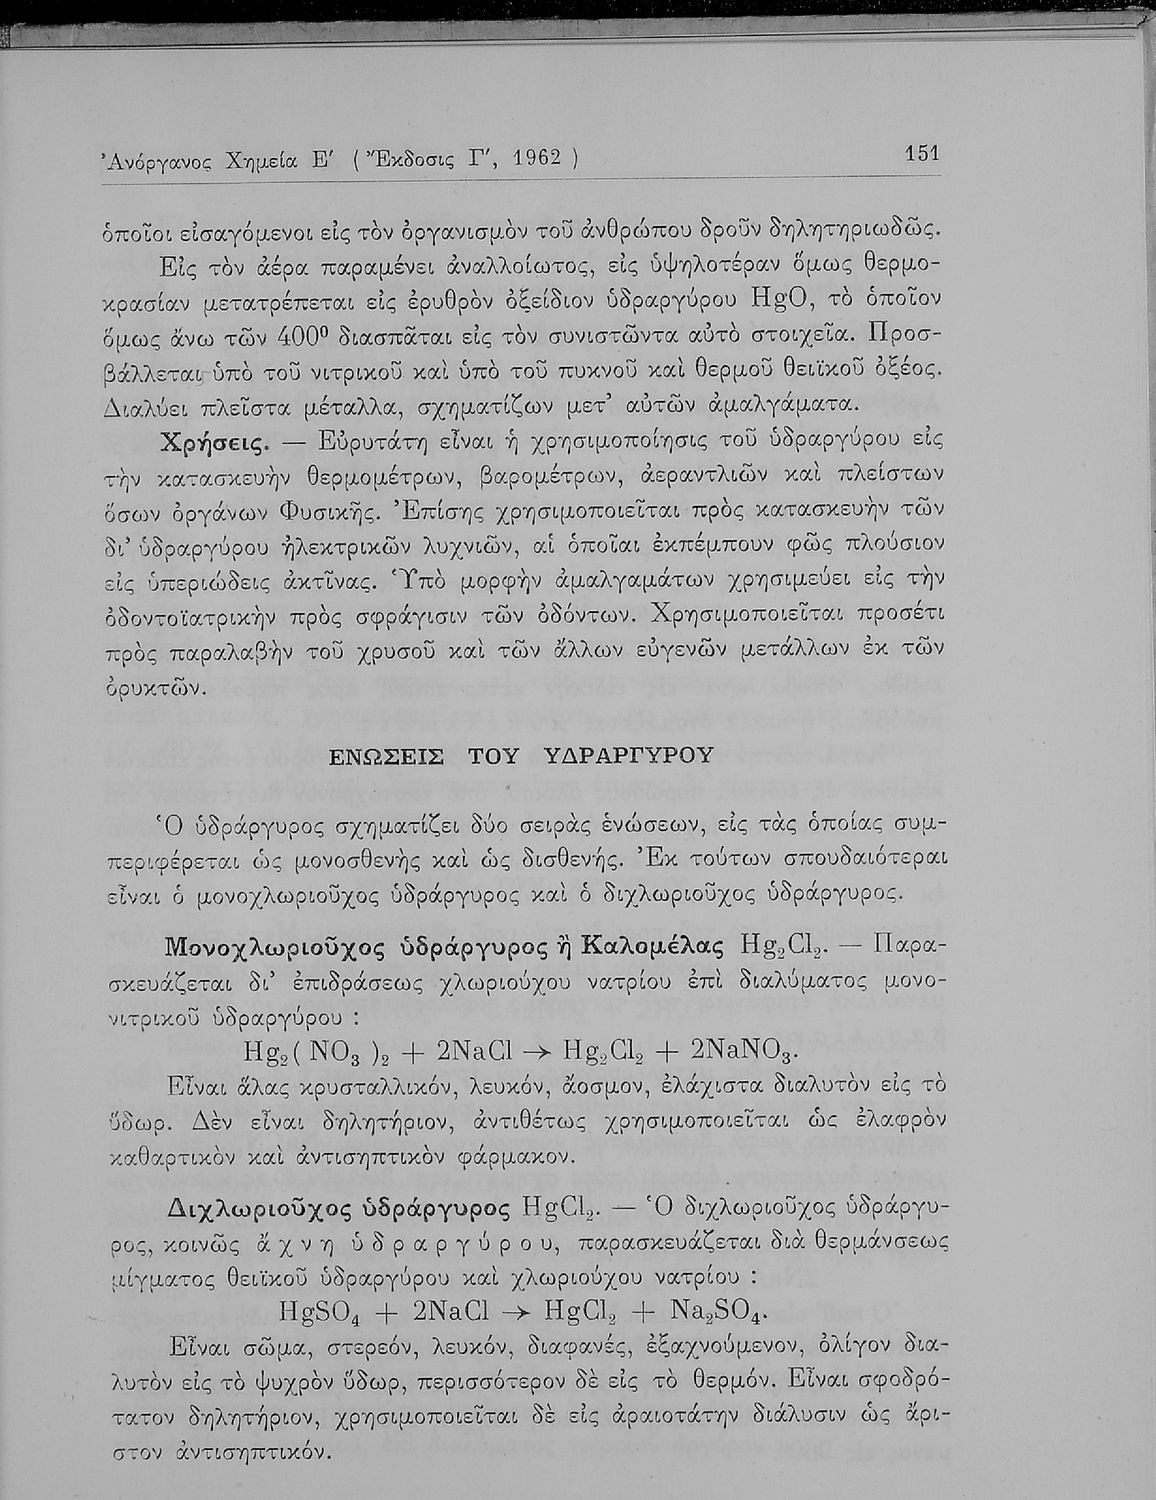 Ἀνόργανος Χημεία Ε′ ( Ἔκδοσις Γ′, 1962 ) 151
ὁποῖοι εἰσαγόμενοι εἰς τὸν ὀργανισμὸν τοῦ ἀνθρώπου δροῦν δηλητηριωδῶς.
Εἰς τὸν ἀέρα παραμένει ἀναλλοίωτος, εἰς ὑψηλοτέραν ὅμως θερμο-
κρασίαν μετατρέπεται εἰς ἐρυθρὸν ὀξείδιον ὑδραργύρου HgO, τὸ ὁποῖον
ὅμως ἄνω τῶν 400⁰ διασπᾶται εἰς τὸν συνιστῶντα αὐτὸ στοιχεῖα. Προσ-
βάλλεται ὑπὸ τοῦ νιτρικοῦ καὶ ὑπὸ τοῦ πυκνοῦ καὶ θερμοῦ θειϊκοῦ ὀξέος.
Διαλύει πλεῖστα μέταλλα, σχηματίζων μετ’ αὐτῶν ἀμαλγάματα.
Χρήσεις. — Εὐρυτάτη εἶναι ἡ χρησιμοποίησις τοῦ ὑδραργύρου εἰς
τὴν κατασκευὴν θερμομέτρων, βαρομέτρων, ἀεραντλιῶν καὶ πλείστων
ὅσων ὀργάνων Φυσικῆς. Ἐπίσης χρησιμοποιεῖται πρὸς κατασκευὴν τῶν
δι’ ὑδραργύρου ἠλεκτρικῶν λυχνιῶν, αἱ ὁποῖαι ἐκπέμπουν φῶς πλούσιον
εἰς ὑπεριώδεις ἀκτῖνας. Ὑπὸ μορφὴν ἀμαλγαμάτων χρησιμεύει εἰς τὴν
ὀδοντοϊατρικὴν πρὸς σφράγισιν τῶν ὀδόντων. Χρησιμοποιεῖται προσέτι
πρὸς παραλαβὴν τοῦ χρυσοῦ καὶ τῶν ἄλλων εὐγενῶν μετάλλων ἐκ τῶν
ὀρυκτῶν.
ΕΝΩΣΕΙΣ ΤΟΥ ΥΔΡΑΡΓΥΡΟΥ
Ὁ ὑδράργυρος σχηματίζει δύο σειρὰς ἑνώσεων, εἰς τὰς ὁποίας συμ-
περιφέρεται ὡς μονοσθενὴς καὶ ὡς δισθενής. Ἐκ τούτων σπουδαιότεραι
εἶναι ὁ μονοχλωριοῦχος ὑδράργυρος καὶ ὁ διχλωριοῦχος ὑδράργυρος.
Μονοχλωριοῦχος ὑδράργυρος ἢ Καλομέλας Hg₂Cl₂. — Παρα-
σκευάζεται δι’ ἐπιδράσεως χλωριούχου νατρίου ἐπὶ διαλύματος μονο-
νιτρικοῦ ὑδραργύρου :
Hg₂( NO₃ )₂ + 2NaCl → Hg₂Cl₂ + 2NaNO₃.
Εἶναι ἅλας κρυσταλλικόν, λευκόν, ἄοσμον, ἐλάχιστα διαλυτὸν εἰς τὸ
ὕδωρ. Δὲν εἶναι δηλητήριον, ἀντιθέτως χρησιμοποιεῖται ὡς ἐλαφρὸν
καθαρτικὸν καὶ ἀντισηπτικὸν φάρμακον.
Διχλωριοῦχος ὑδράργυρος HgCl₂. — Ὁ διχλωριοῦχος ὑδράργυ-
ρος, κοινῶς ἄ χ ν η ὑ δ ρ α ρ γ ύ ρ ο υ, παρασκευάζεται διὰ θερμάνσεως
μίγματος θειϊκοῦ ὑδραργύρου καὶ χλωριούχου νατρίου :
HgSO₄ + 2NaCl → HgCl₂ + Na₂SO₄.
Εἶναι σῶμα, στερεόν, λευκόν, διαφανές, ἐξαχνούμενον, ὀλίγον δια-
λυτὸν εἰς τὸ ψυχρὸν ὕδωρ, περισσότερον δὲ εἰς τὸ θερμόν. Εἶναι σφοδρό-
τατον δηλητήριον, χρησιμοποιεῖται δὲ εἰς ἀραιοτάτην διάλυσιν ὡς ἄρι-
στον ἀντισηπτικόν.